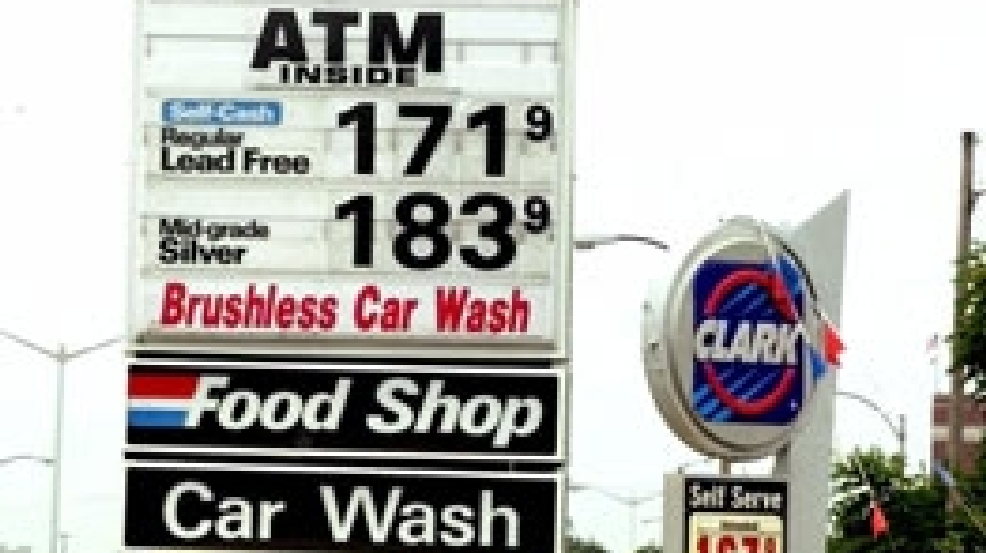 ATM
INSIDE
Self-Cash
Regular
Lead Free
171 9
Mid-grade
Silver
183 9
Brushless Car Wash
Food Shop
Car Wash
CLARK
Self Serve